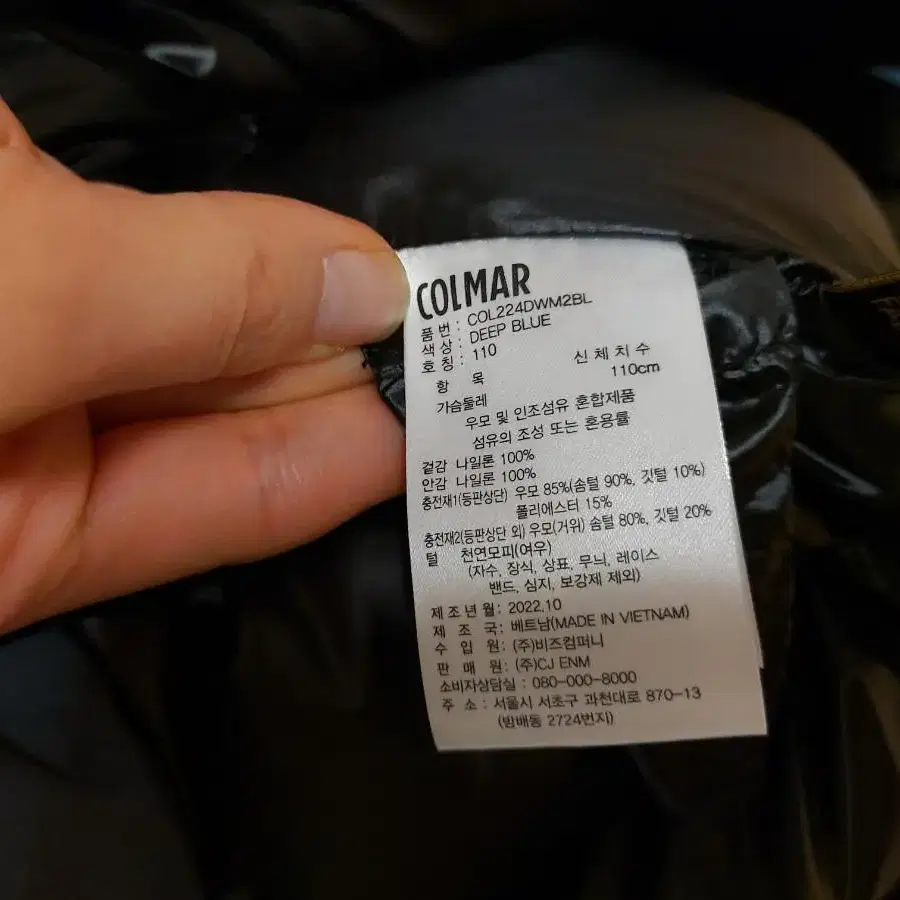 COLMAR
품 번 : COL224DWM2BL
색 상 : DEEP BLUE
호 칭 : 110
항 목 신 체 치 수
가슴둘레 110cm
우모 및 인조섬유 혼합제품
섬유의 조성 또는 혼용률
겉감 나일론 100%
안감 나일론 100%
충전재1(등판상단) 우모 85%(솜털 90%, 깃털 10%)
폴리에스터 15%
충전재2(등판상단 외) 우모(거위) 솜털 80%, 깃털 20%
털 천연모피(여우)
(자수, 장식, 상표, 무늬, 레이스
밴드, 심지, 보강제 제외)
제 조 년 월 : 2022.10
제 조 국 : 베트남(MADE IN VIETNAM)
수 입 원 : (주)비즈컴퍼니
판 매 원 : (주)CJ ENM
소비자상담실 : 080-000-8000
주 소 : 서울시 서초구 과천대로 870-13
(방배동 2724번지)